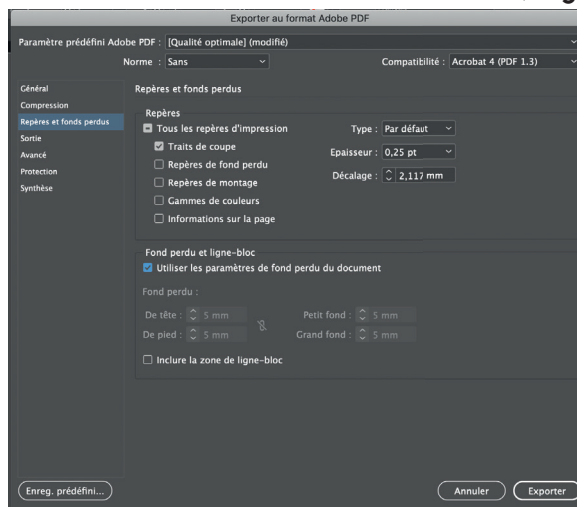 Exporter au format Adobe PDF
Paramètre prédéfini Adobe PDF : [Qualité optimale] (modifié)
Norme : Sans Compatibilité : Acrobat 4 (PDF 1.3)
Général
Compression
Repères et fonds perdus
Sortie
Avancé
Protection
Synthèse
Repères et fonds perdus
Repères
Tous les repères d'impression
Traits de coupe
Repères de fond perdu
Repères de montage
Gammes de couleurs
Informations sur la page
Type : Par défaut
Epaisseur : 0,25 pt
Décalage : 2,117 mm
Fond perdu et ligne-bloc
Utiliser les paramètres de fond perdu du document
Fond perdu :
De tête : 5 mm Petit fond : 5 mm
De pied : 5 mm Grand fond : 5 mm
Inclure la zone de ligne-bloc
Enreg. prédéfini... Annuler Exporter